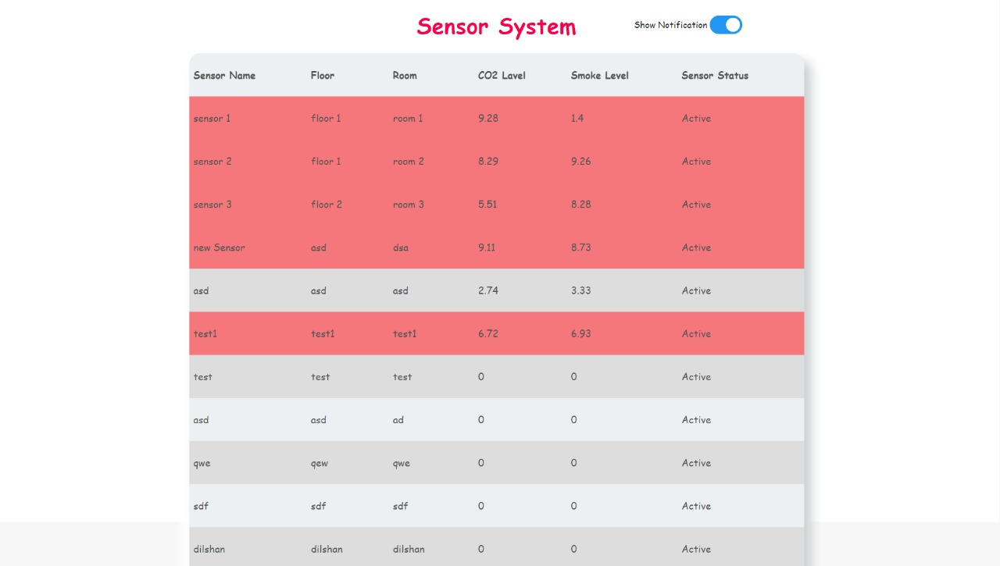 Sensor System
Show Notification
Sensor Name Floor Room CO2 Lavel Smoke Level Sensor Status
sensor 1 floor 1 room 1 9.28 1.4 Active
sensor 2 floor 1 room 2 8.29 9.26 Active
sensor 3 floor 2 room 3 5.51 8.28 Active
new Sensor asd dsa 9.11 8.73 Active
asd asd asd 2.74 3.33 Active
test1 test1 test1 6.72 6.93 Active
test test test 0 0 Active
asd asd ad 0 0 Active
qwe qew qwe 0 0 Active
sdf sdf sdf 0 0 Active
dilshan dilshan dilshan 0 0 Active